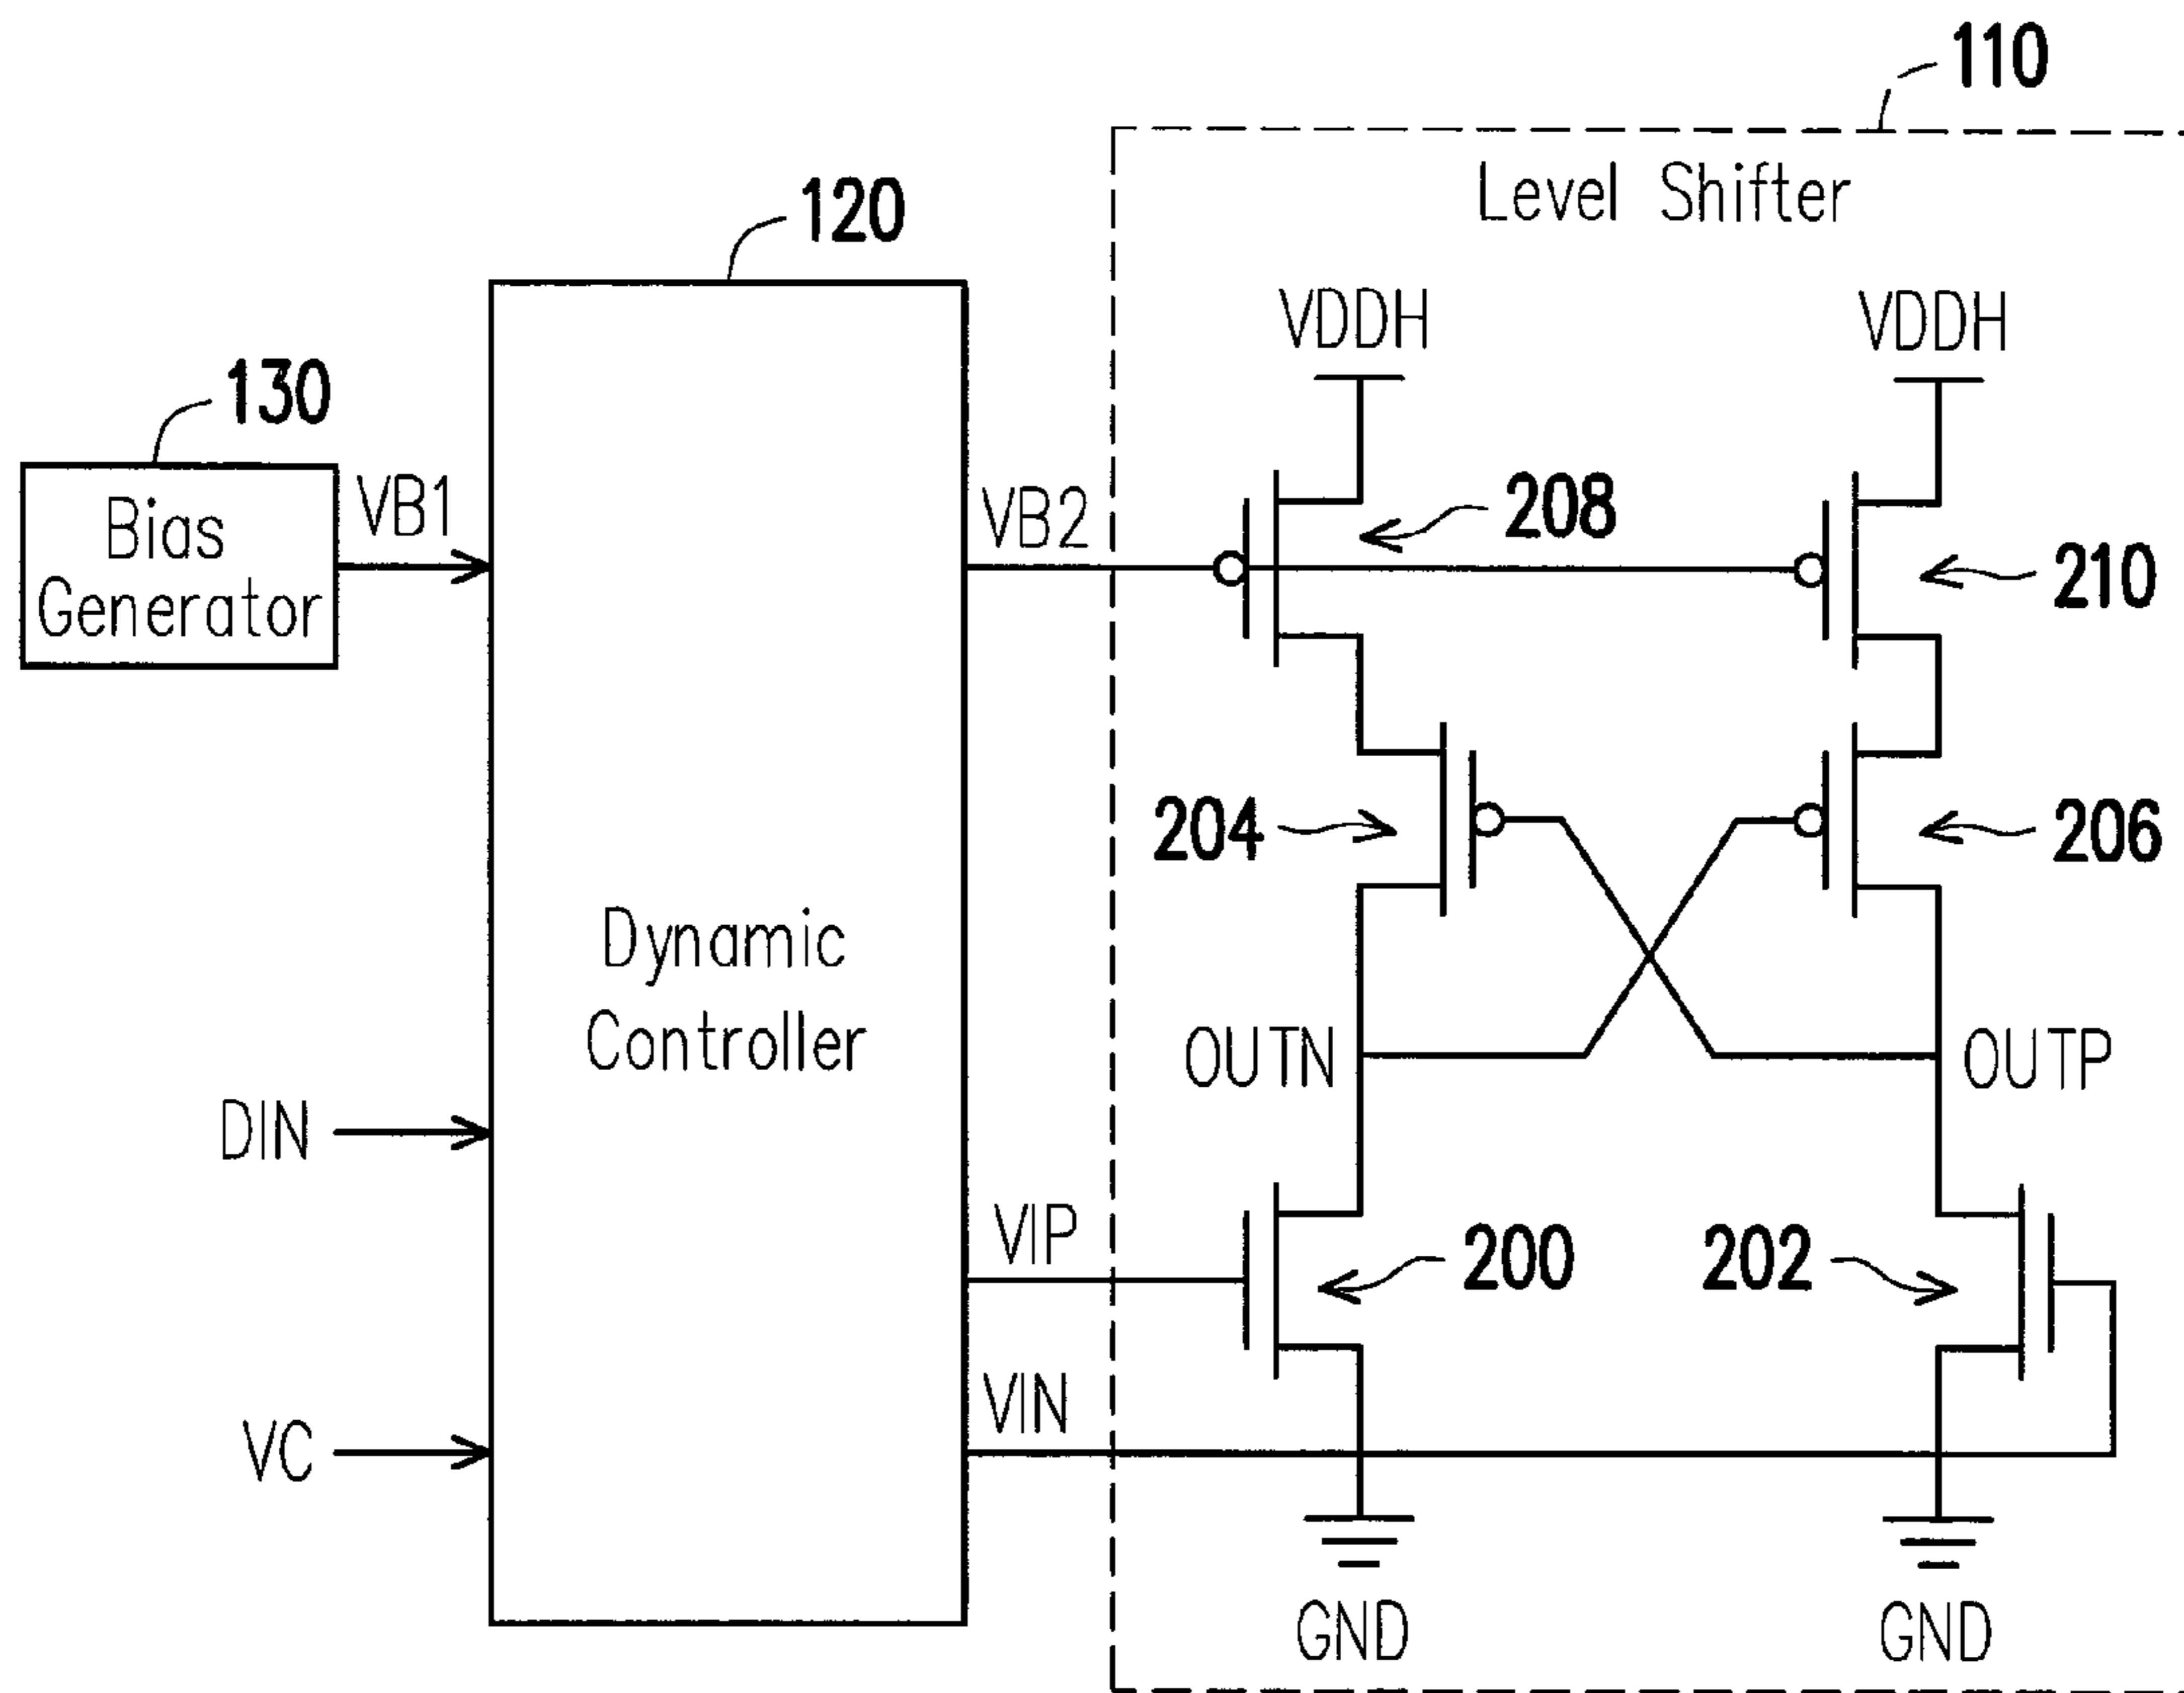 110
Level Shifter
120
VDDH
VDDH
130
VB1
Bias
Generator
VB2
208
210
204
206
Dynamic
Controller
OUTN
OUTP
DIN
VIP
200
202
VIN
VC
GND
GND